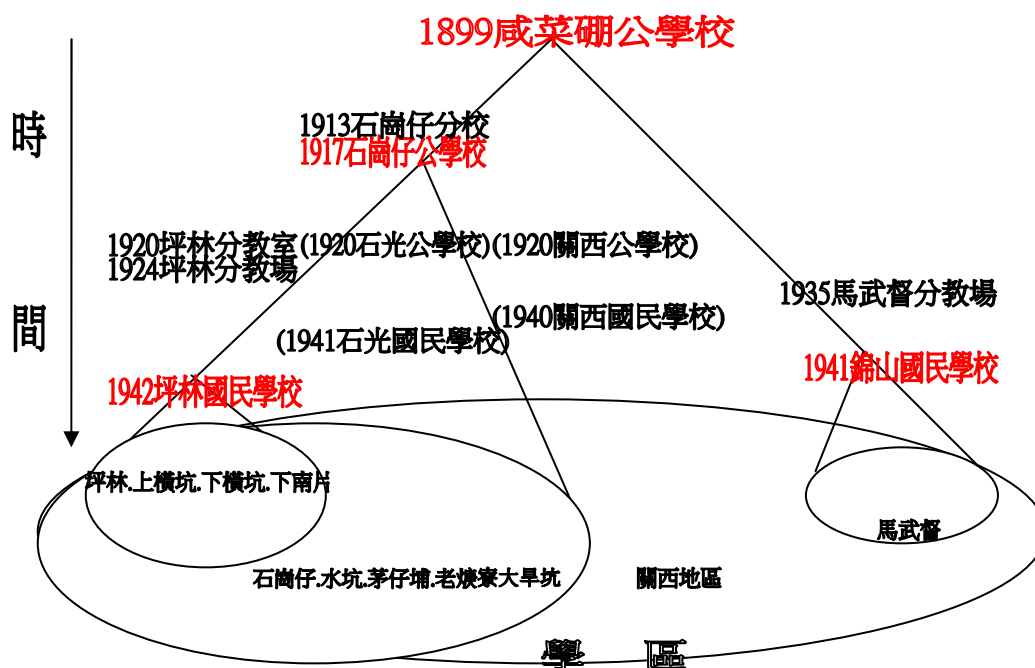 1899咸菜硼公學校
時
間
1913石崗仔分校
1917石崗仔公學校
1920坪林分教室
1924坪林分教場
(1920石光公學校)
(1920關西公學校)
1935馬武督分教場
(1940關西國民學校)
(1941石光國民學校)
1942坪林國民學校
1941錦山國民學校
坪林.上橫坑.下橫坑.下南片
馬武督
石崗仔.水坑.茅仔埔.老焿寮大旱坑
關西地區
學 區